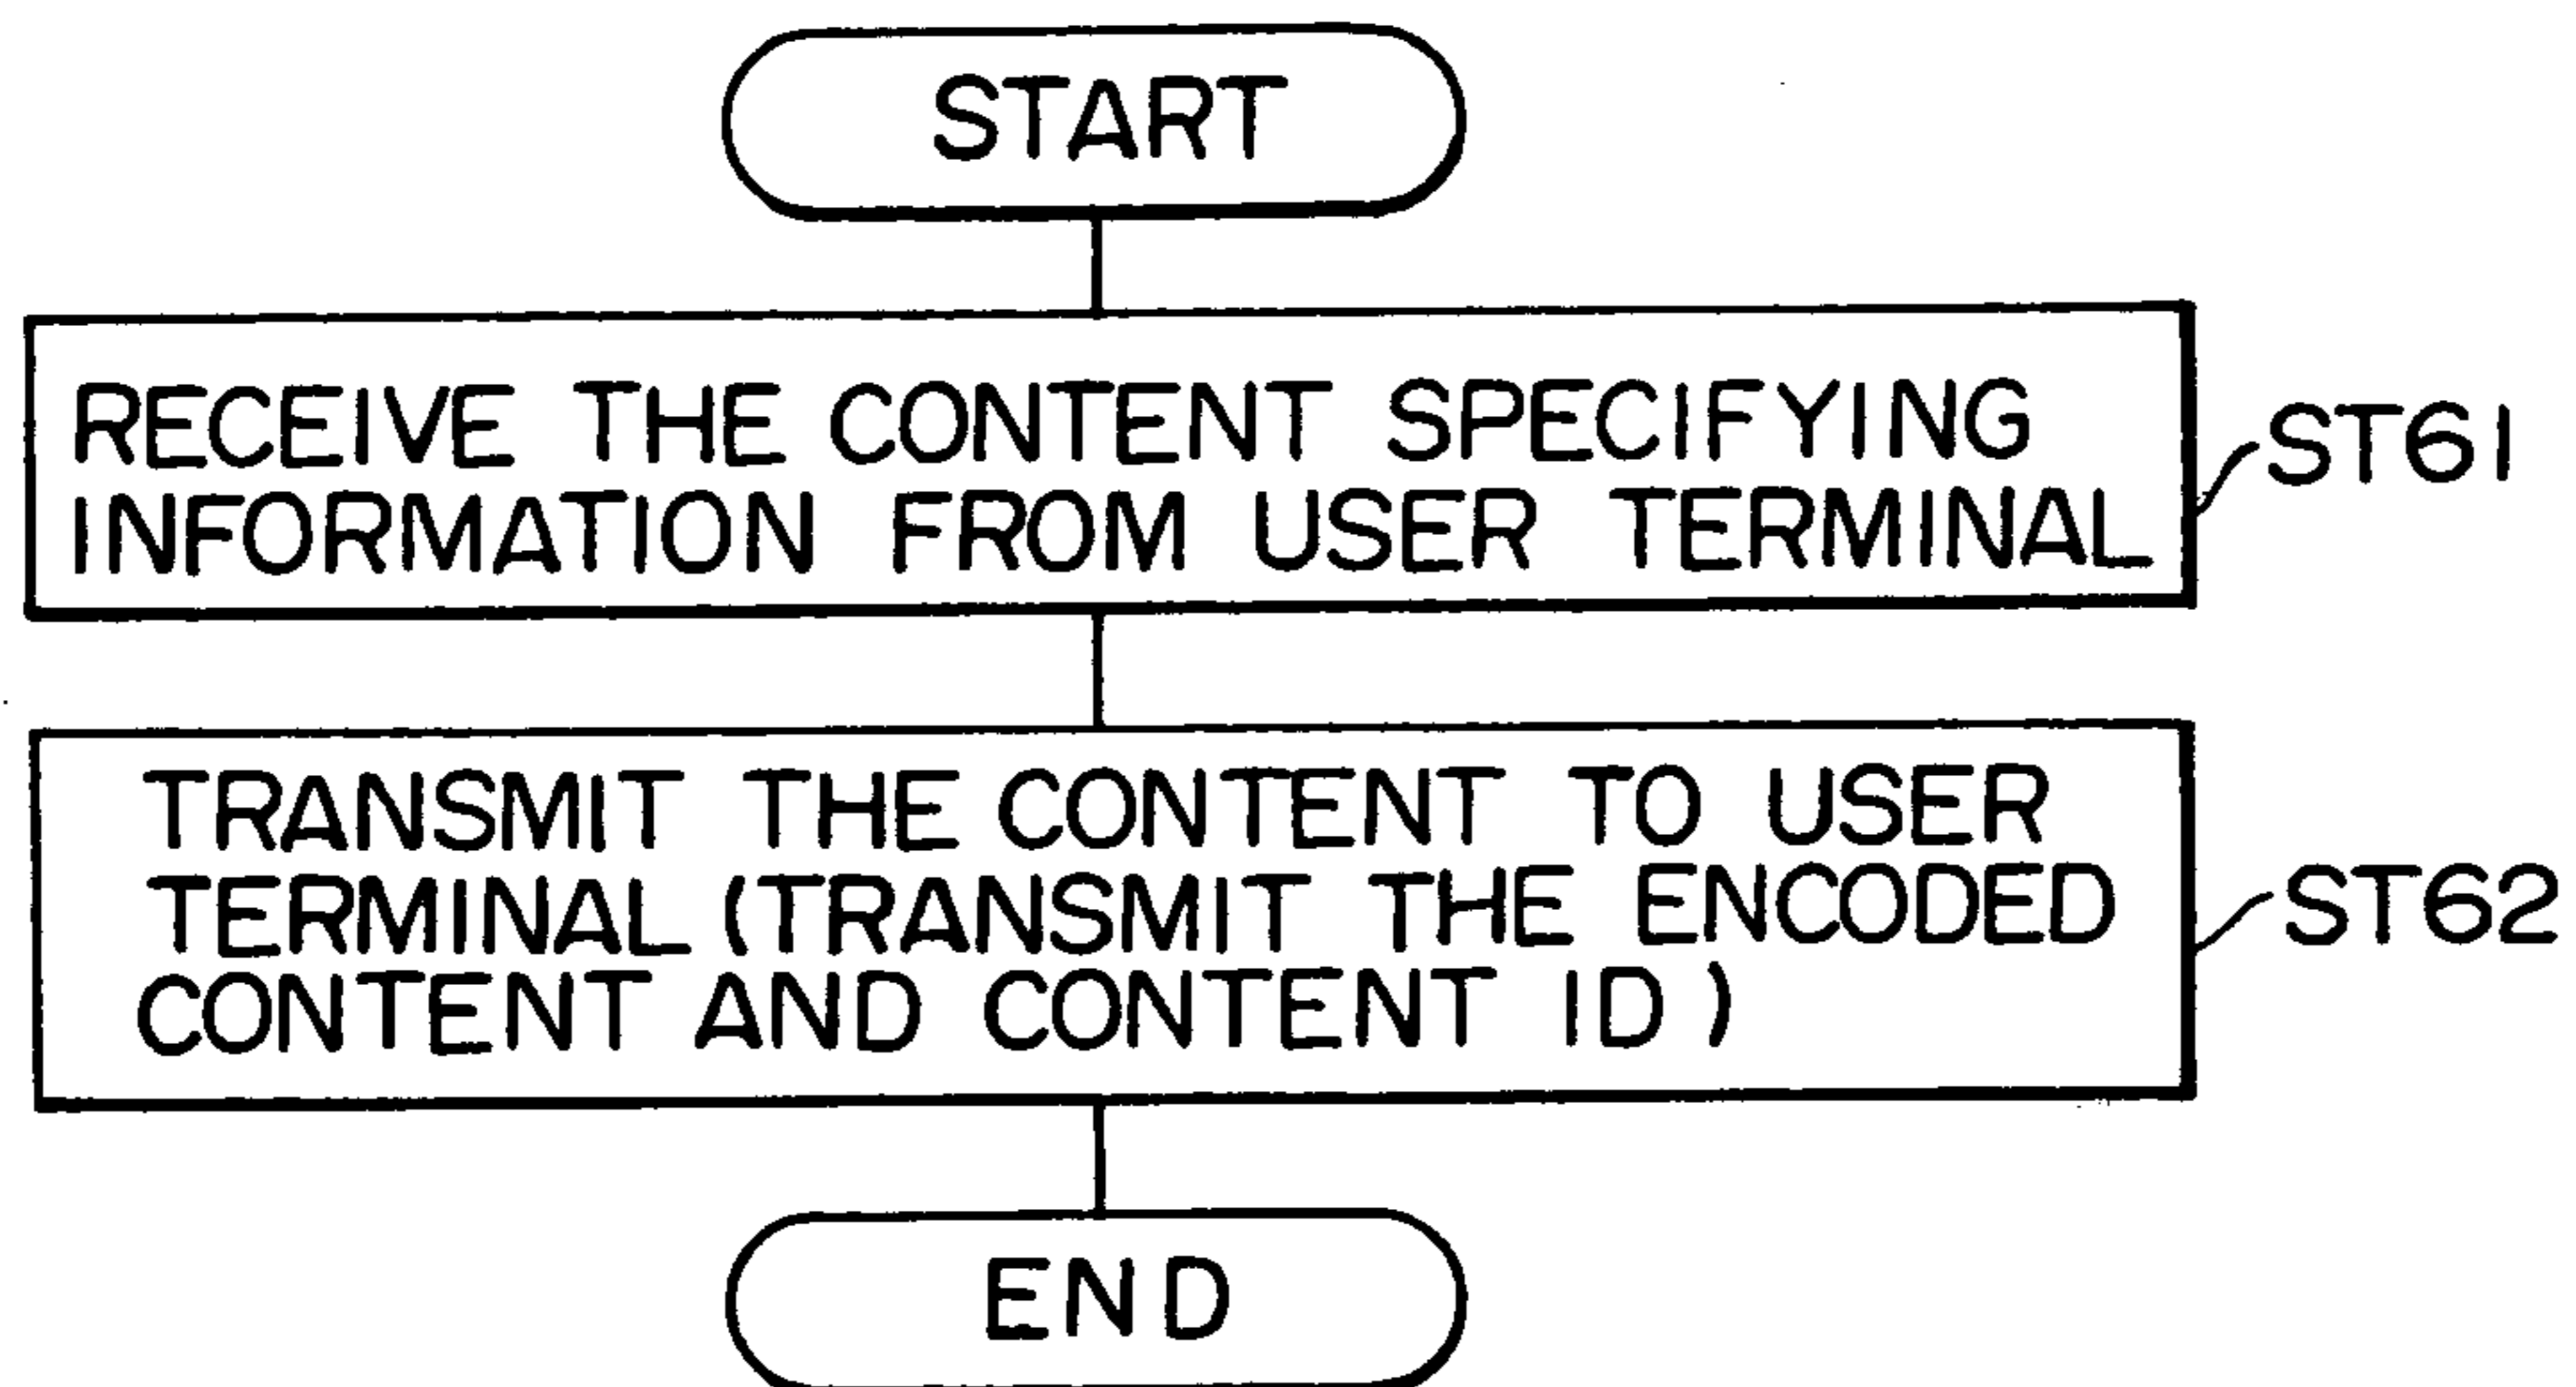 START
RECEIVE THE CONTENT SPECIFYING
INFORMATION FROM USER TERMINAL
ST61
TRANSMIT THE CONTENT TO USER
TERMINAL (TRANSMIT THE ENCODED
CONTENT AND CONTENT ID)
ST62
END